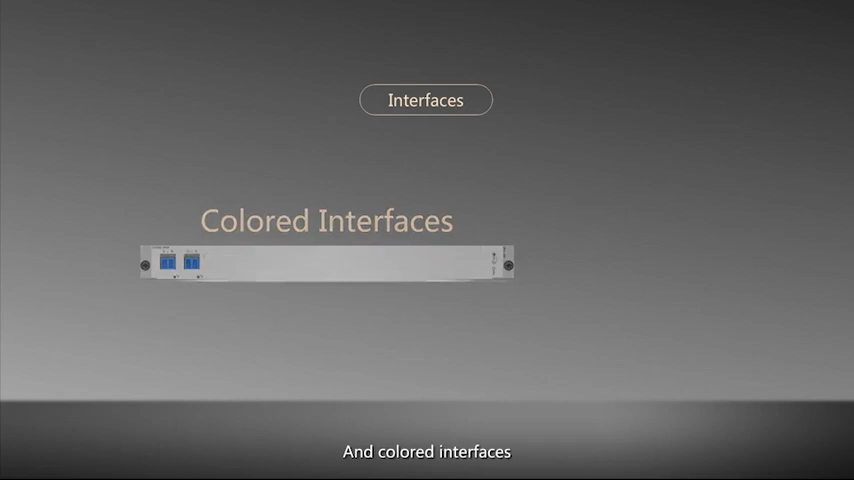 Interfaces
Colored Interfaces
And colored interfaces